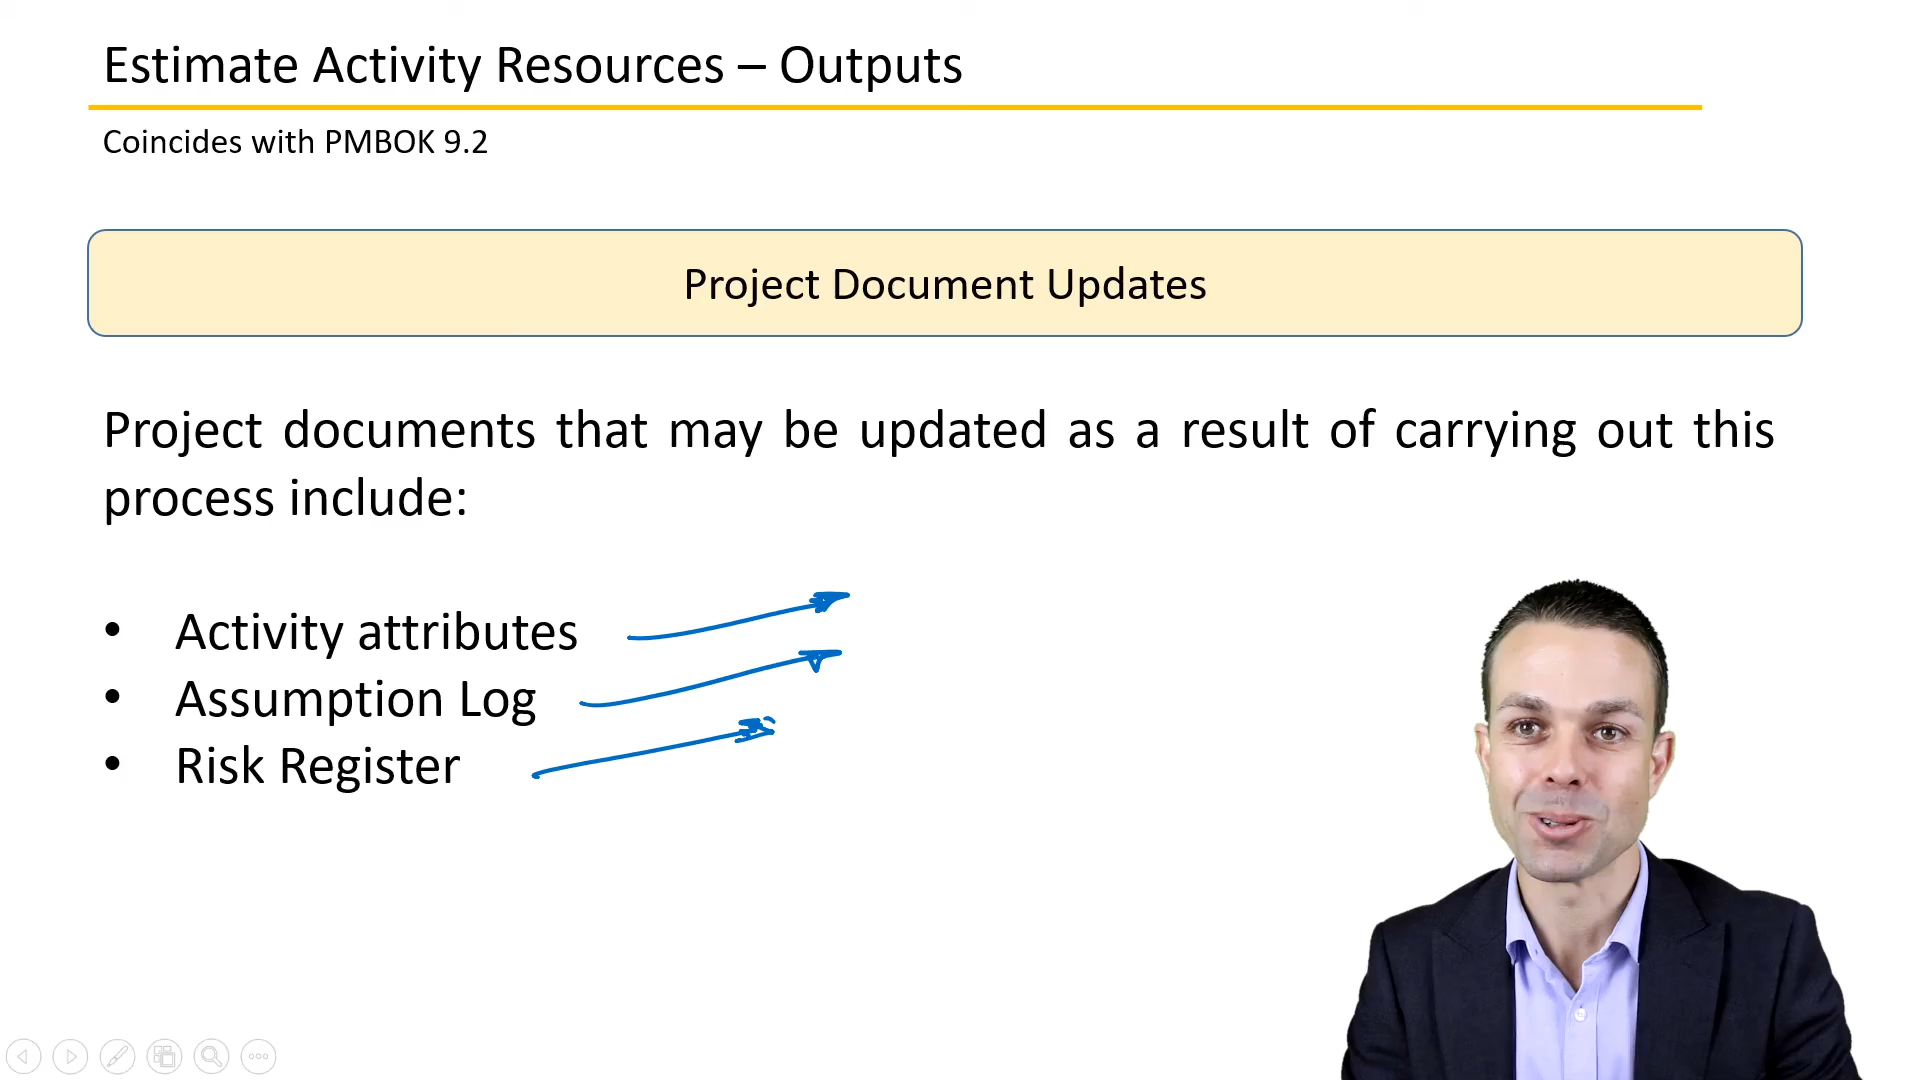 Estimate Activity Resources – Outputs
Coincides with PMBOK 9.2
Project Document Updates
Project documents that may be updated as a result of carrying out this
process include:
• Activity attributes
• Assumption Log
• Risk Register